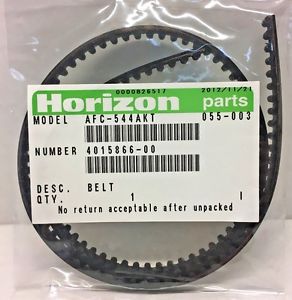 0000826517 2012/11/21
Horizon parts
MODEL AFC-544AKT 055-003
NUMBER 4015866-00
DESC. BELT
QTY. 1 1
No return acceptable after unpacked